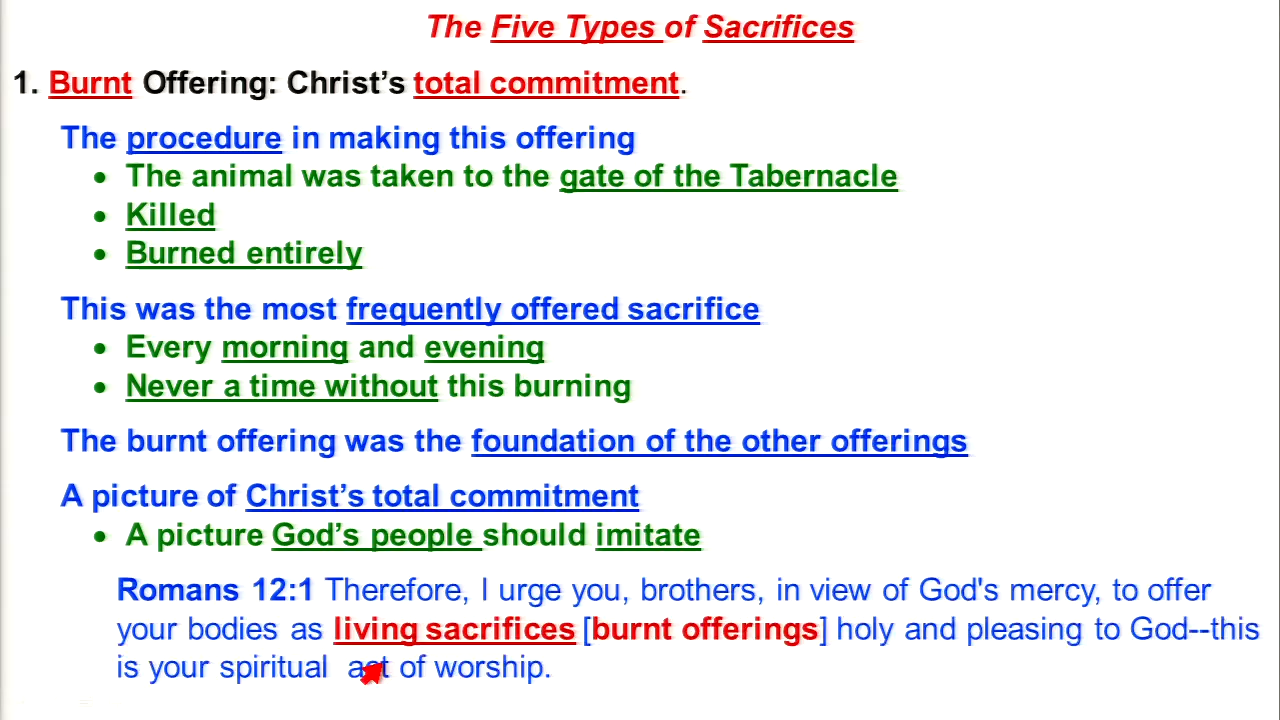 The Five Types of Sacrifices
1. Burnt Offering: Christ’s total commitment.
The procedure in making this offering
• The animal was taken to the gate of the Tabernacle
• Killed
• Burned entirely
This was the most frequently offered sacrifice
• Every morning and evening
• Never a time without this burning
The burnt offering was the foundation of the other offerings
A picture of Christ’s total commitment
• A picture God’s people should imitate
Romans 12:1 Therefore, I urge you, brothers, in view of God's mercy, to offer
your bodies as living sacrifices [burnt offerings] holy and pleasing to God--this
is your spiritual act of worship.